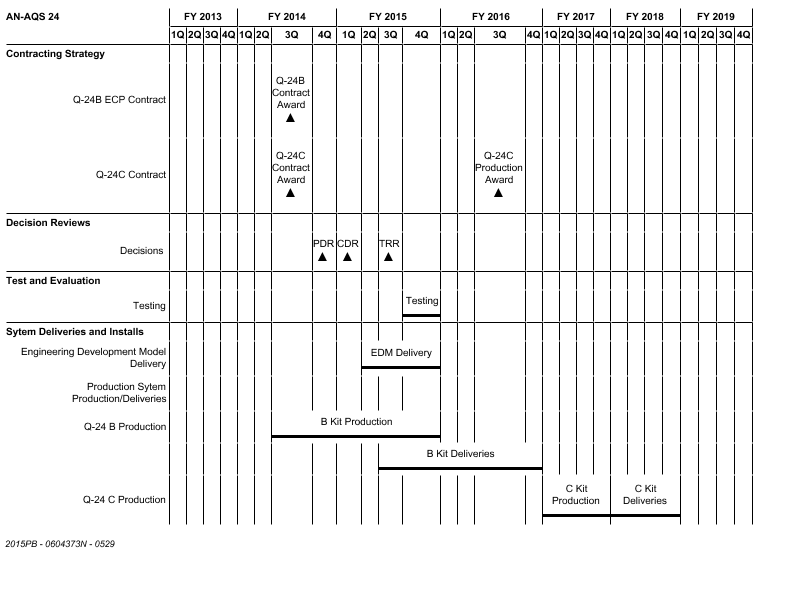 AN-AQS 24 FY 2013 FY 2014 FY 2015 FY 2016 FY 2017 FY 2018 FY 2019
1Q 2Q 3Q 4Q 1Q 2Q 3Q 4Q 1Q 2Q 3Q 4Q 1Q 2Q 3Q 4Q 1Q 2Q 3Q 4Q 1Q 2Q 3Q 4Q 1Q 2Q 3Q 4Q
Contracting Strategy
Q-24B ECP Contract
Q-24B
Contract
Award
Q-24C Contract
Q-24C
Contract
Award
Q-24C
Production
Award
Decision Reviews
Decisions
PDR CDR TRR
Test and Evaluation
Testing
Testing
Sytem Deliveries and Installs
Engineering Development Model
Delivery
EDM Delivery
Production Sytem
Production/Deliveries
Q-24 B Production
B Kit Production
B Kit Deliveries
Q-24 C Production
C Kit
Production
C Kit
Deliveries
2015PB - 0604373N - 0529